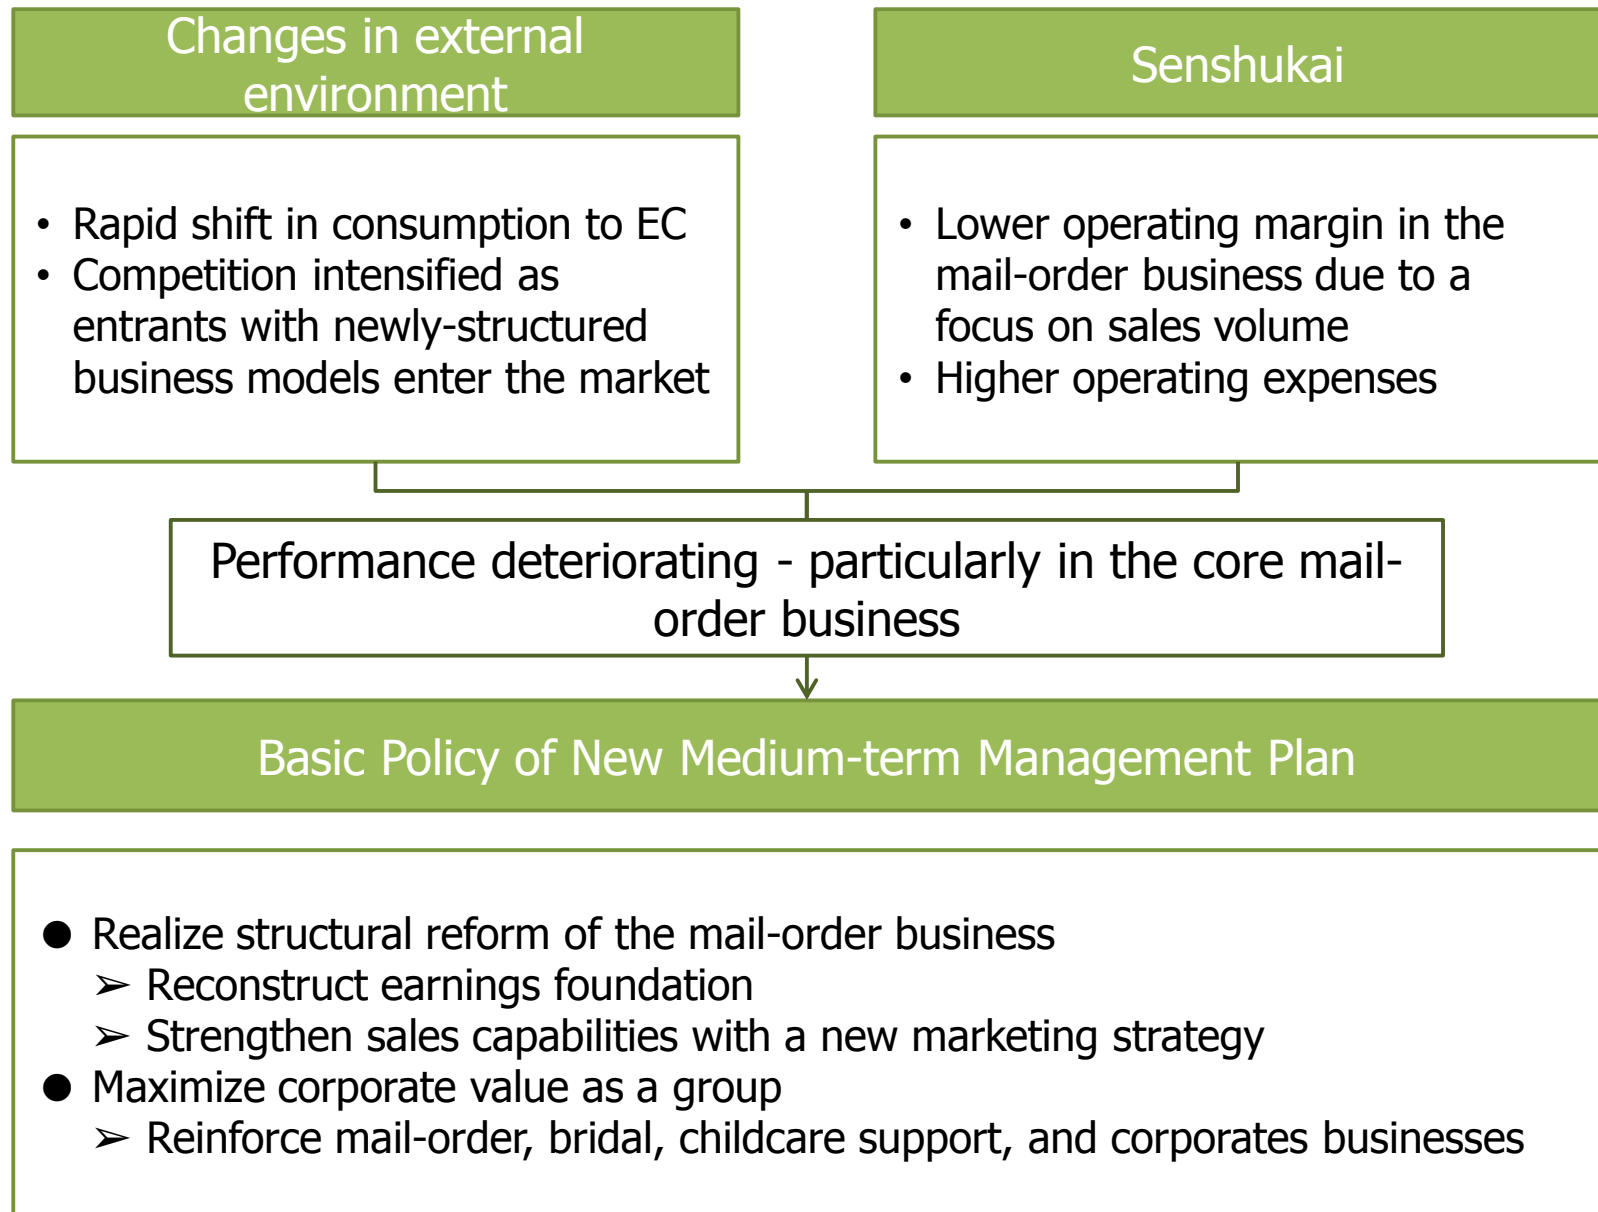 Changes in external
environment
Senshukai
• Rapid shift in consumption to EC
• Competition intensified as
entrants with newly-structured
business models enter the market
• Lower operating margin in the
mail-order business due to a
focus on sales volume
• Higher operating expenses
Performance deteriorating - particularly in the core mail-
order business
Basic Policy of New Medium-term Management Plan
● Realize structural reform of the mail-order business
➢ Reconstruct earnings foundation
➢ Strengthen sales capabilities with a new marketing strategy
● Maximize corporate value as a group
➢ Reinforce mail-order, bridal, childcare support, and corporates businesses